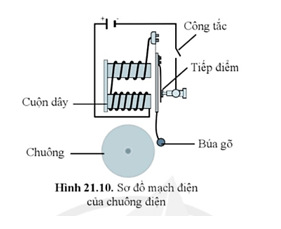 + -
Công tắc
Tiếp điểm
Cuộn dây
Chuông
Búa gõ
Hình 21.10. Sơ đồ mạch điện
của chuông điện